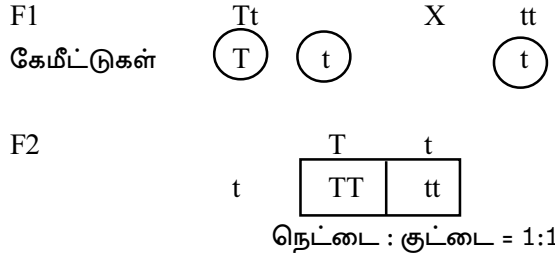 F1 Tt X tt
கேமீட்டுகள் T t t
F2 T t
t TT tt
நெட்டை : குட்டை = 1:1